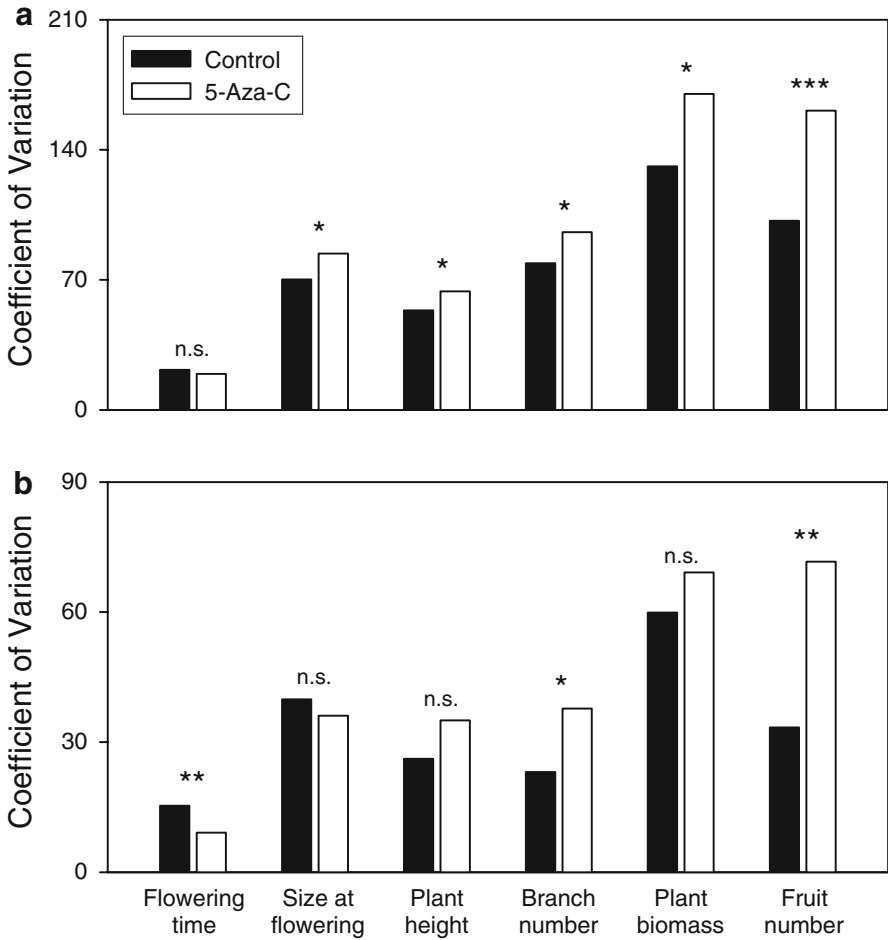 a
210
140
70
0
Coefficient of Variation
Control
5-Aza-C
n.s.
*
*
*
*
***
b
90
60
30
0
Coefficient of Variation
**
n.s.
n.s.
*
n.s.
**
Flowering time
Size at flowering
Plant height
Branch number
Plant biomass
Fruit number